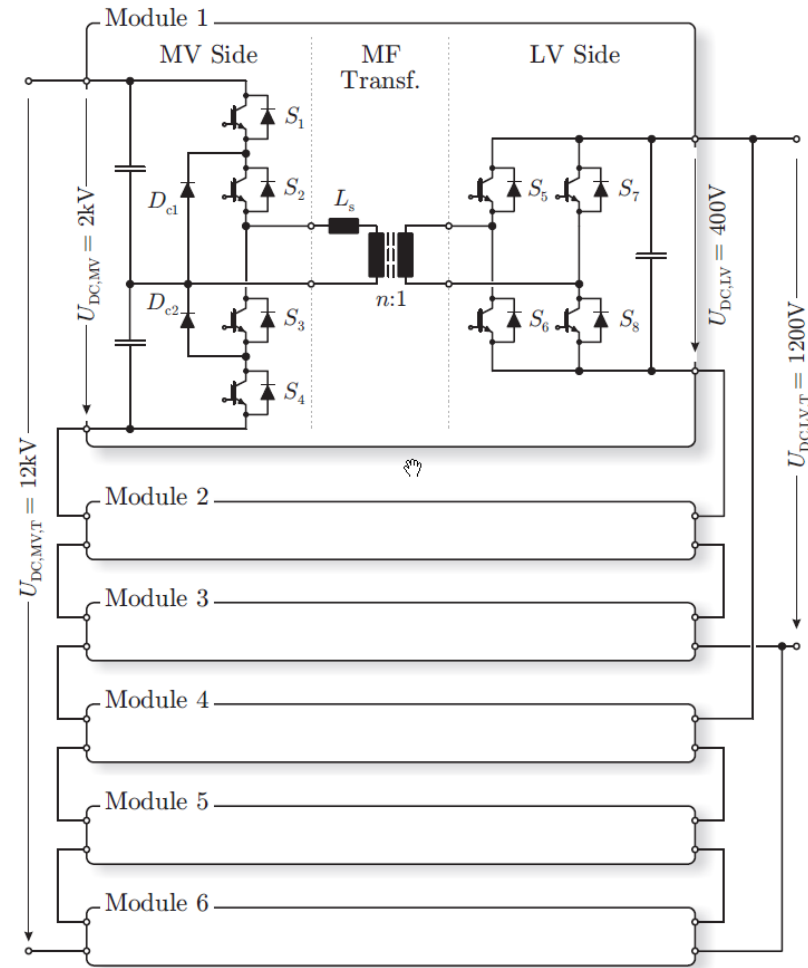 Module 1
MV Side
MF
Transf.
LV Side
S1
S2
Dc1
Ls
S5
S7
UDC,MV = 2kV
UDC,LV = 400V
n:1
Dc2
S3
S6
S8
S4
UDC,MV,T = 12kV
UDC,LV,T = 1200V
Module 2
Module 3
Module 4
Module 5
Module 6